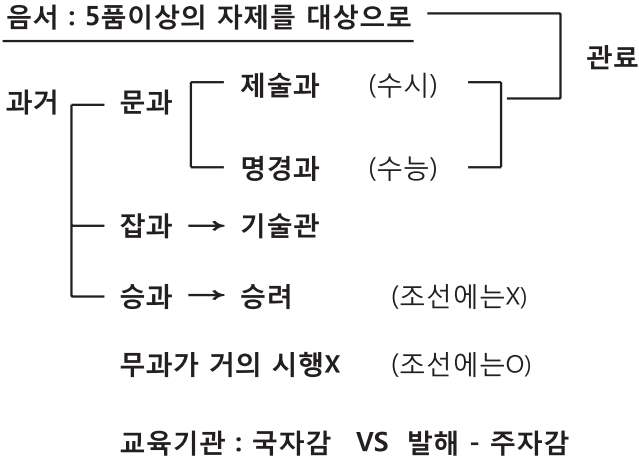 음서 : 5품이상의 자제를 대상으로
관료
과거 문과 제술과 (수시)
명경과 (수능)
잡과 → 기술관
승과 → 승려 (조선에는X)
무과가 거의 시행X (조선에는O)
교육기관 : 국자감 VS 발해 - 주자감